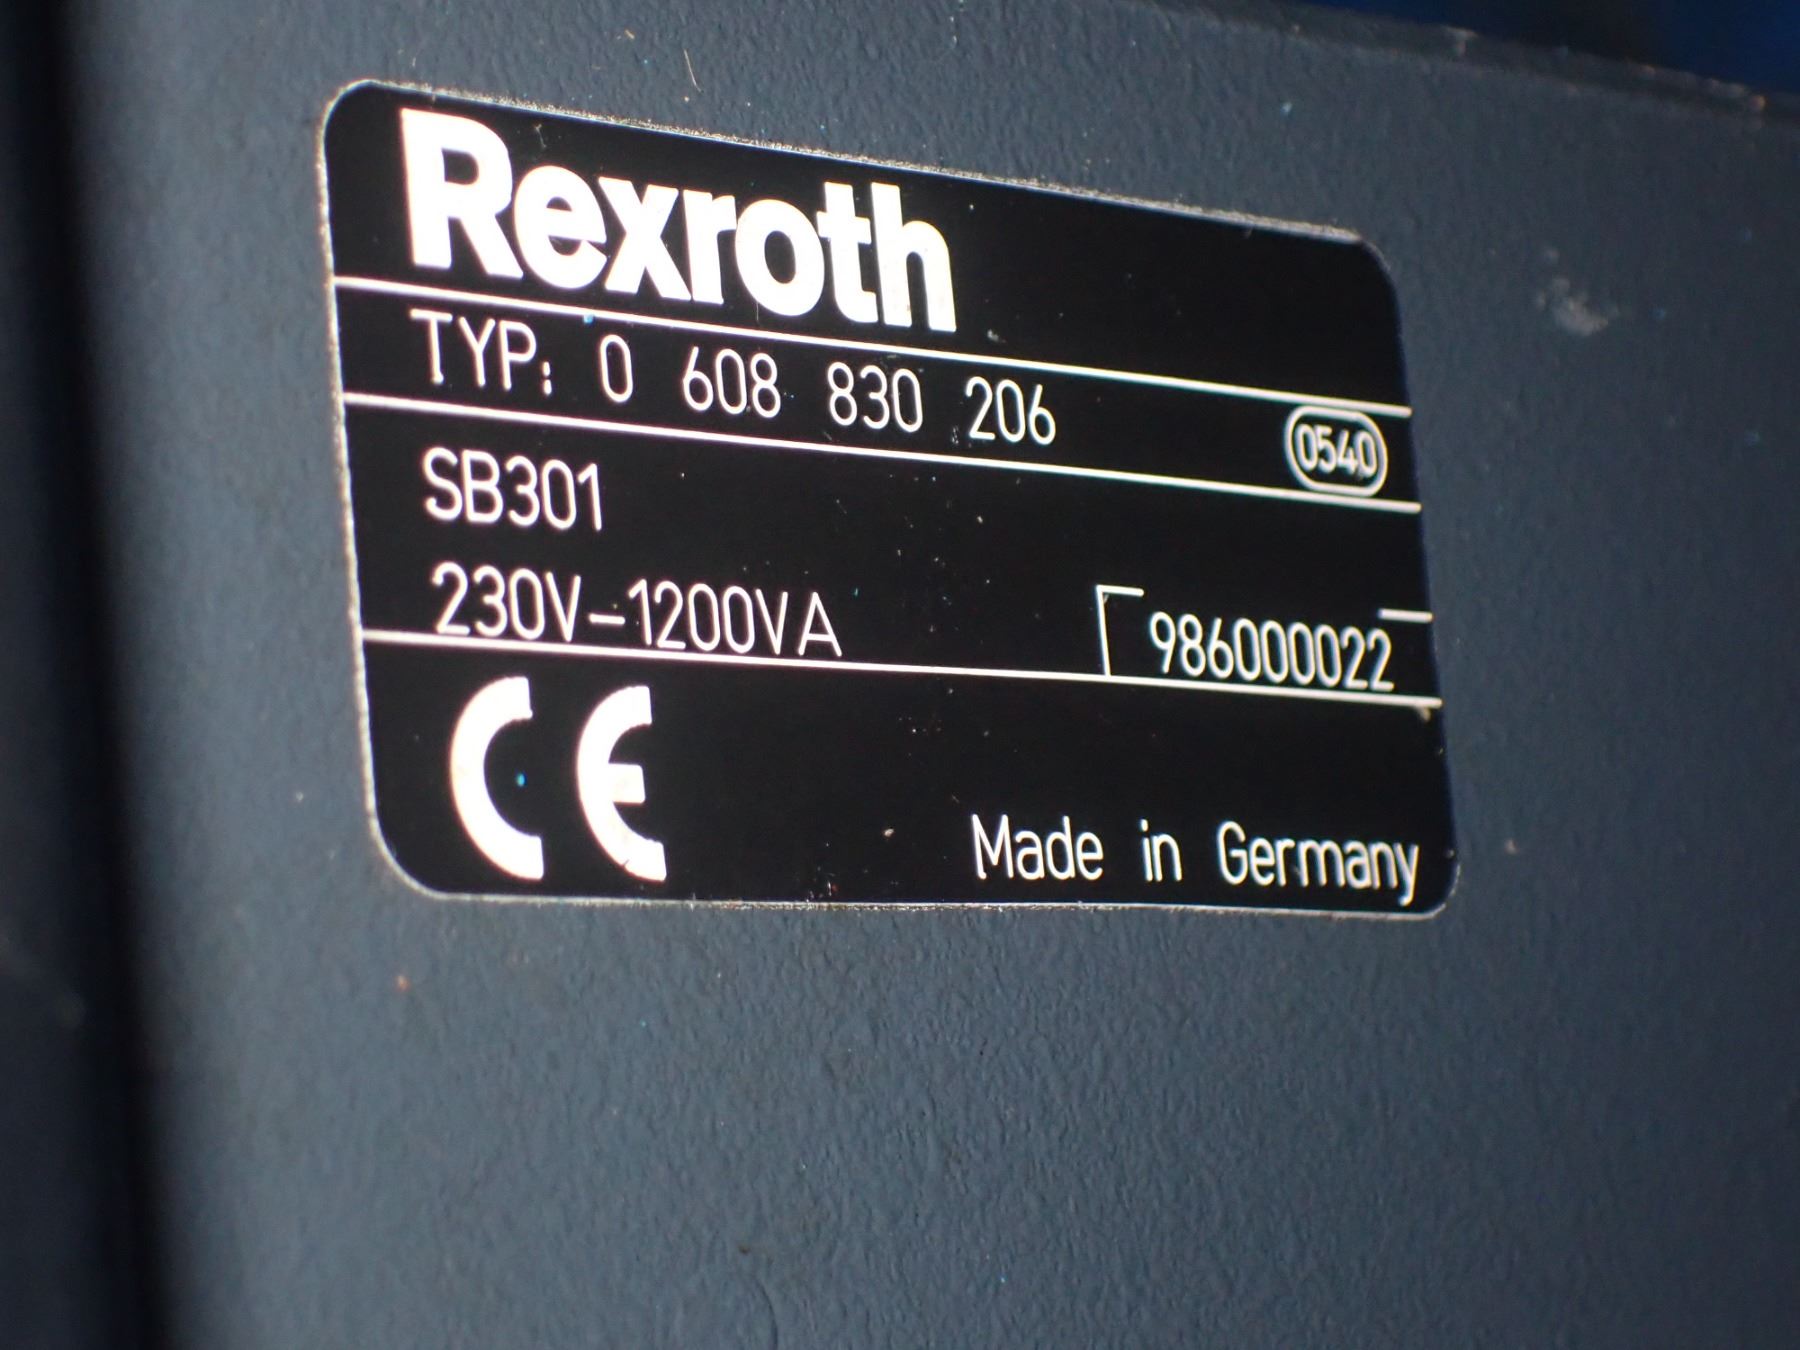 Rexroth
TYP: 0 608 830 206 0540
SB301
230V-1200VA 986000022
CE
Made in Germany